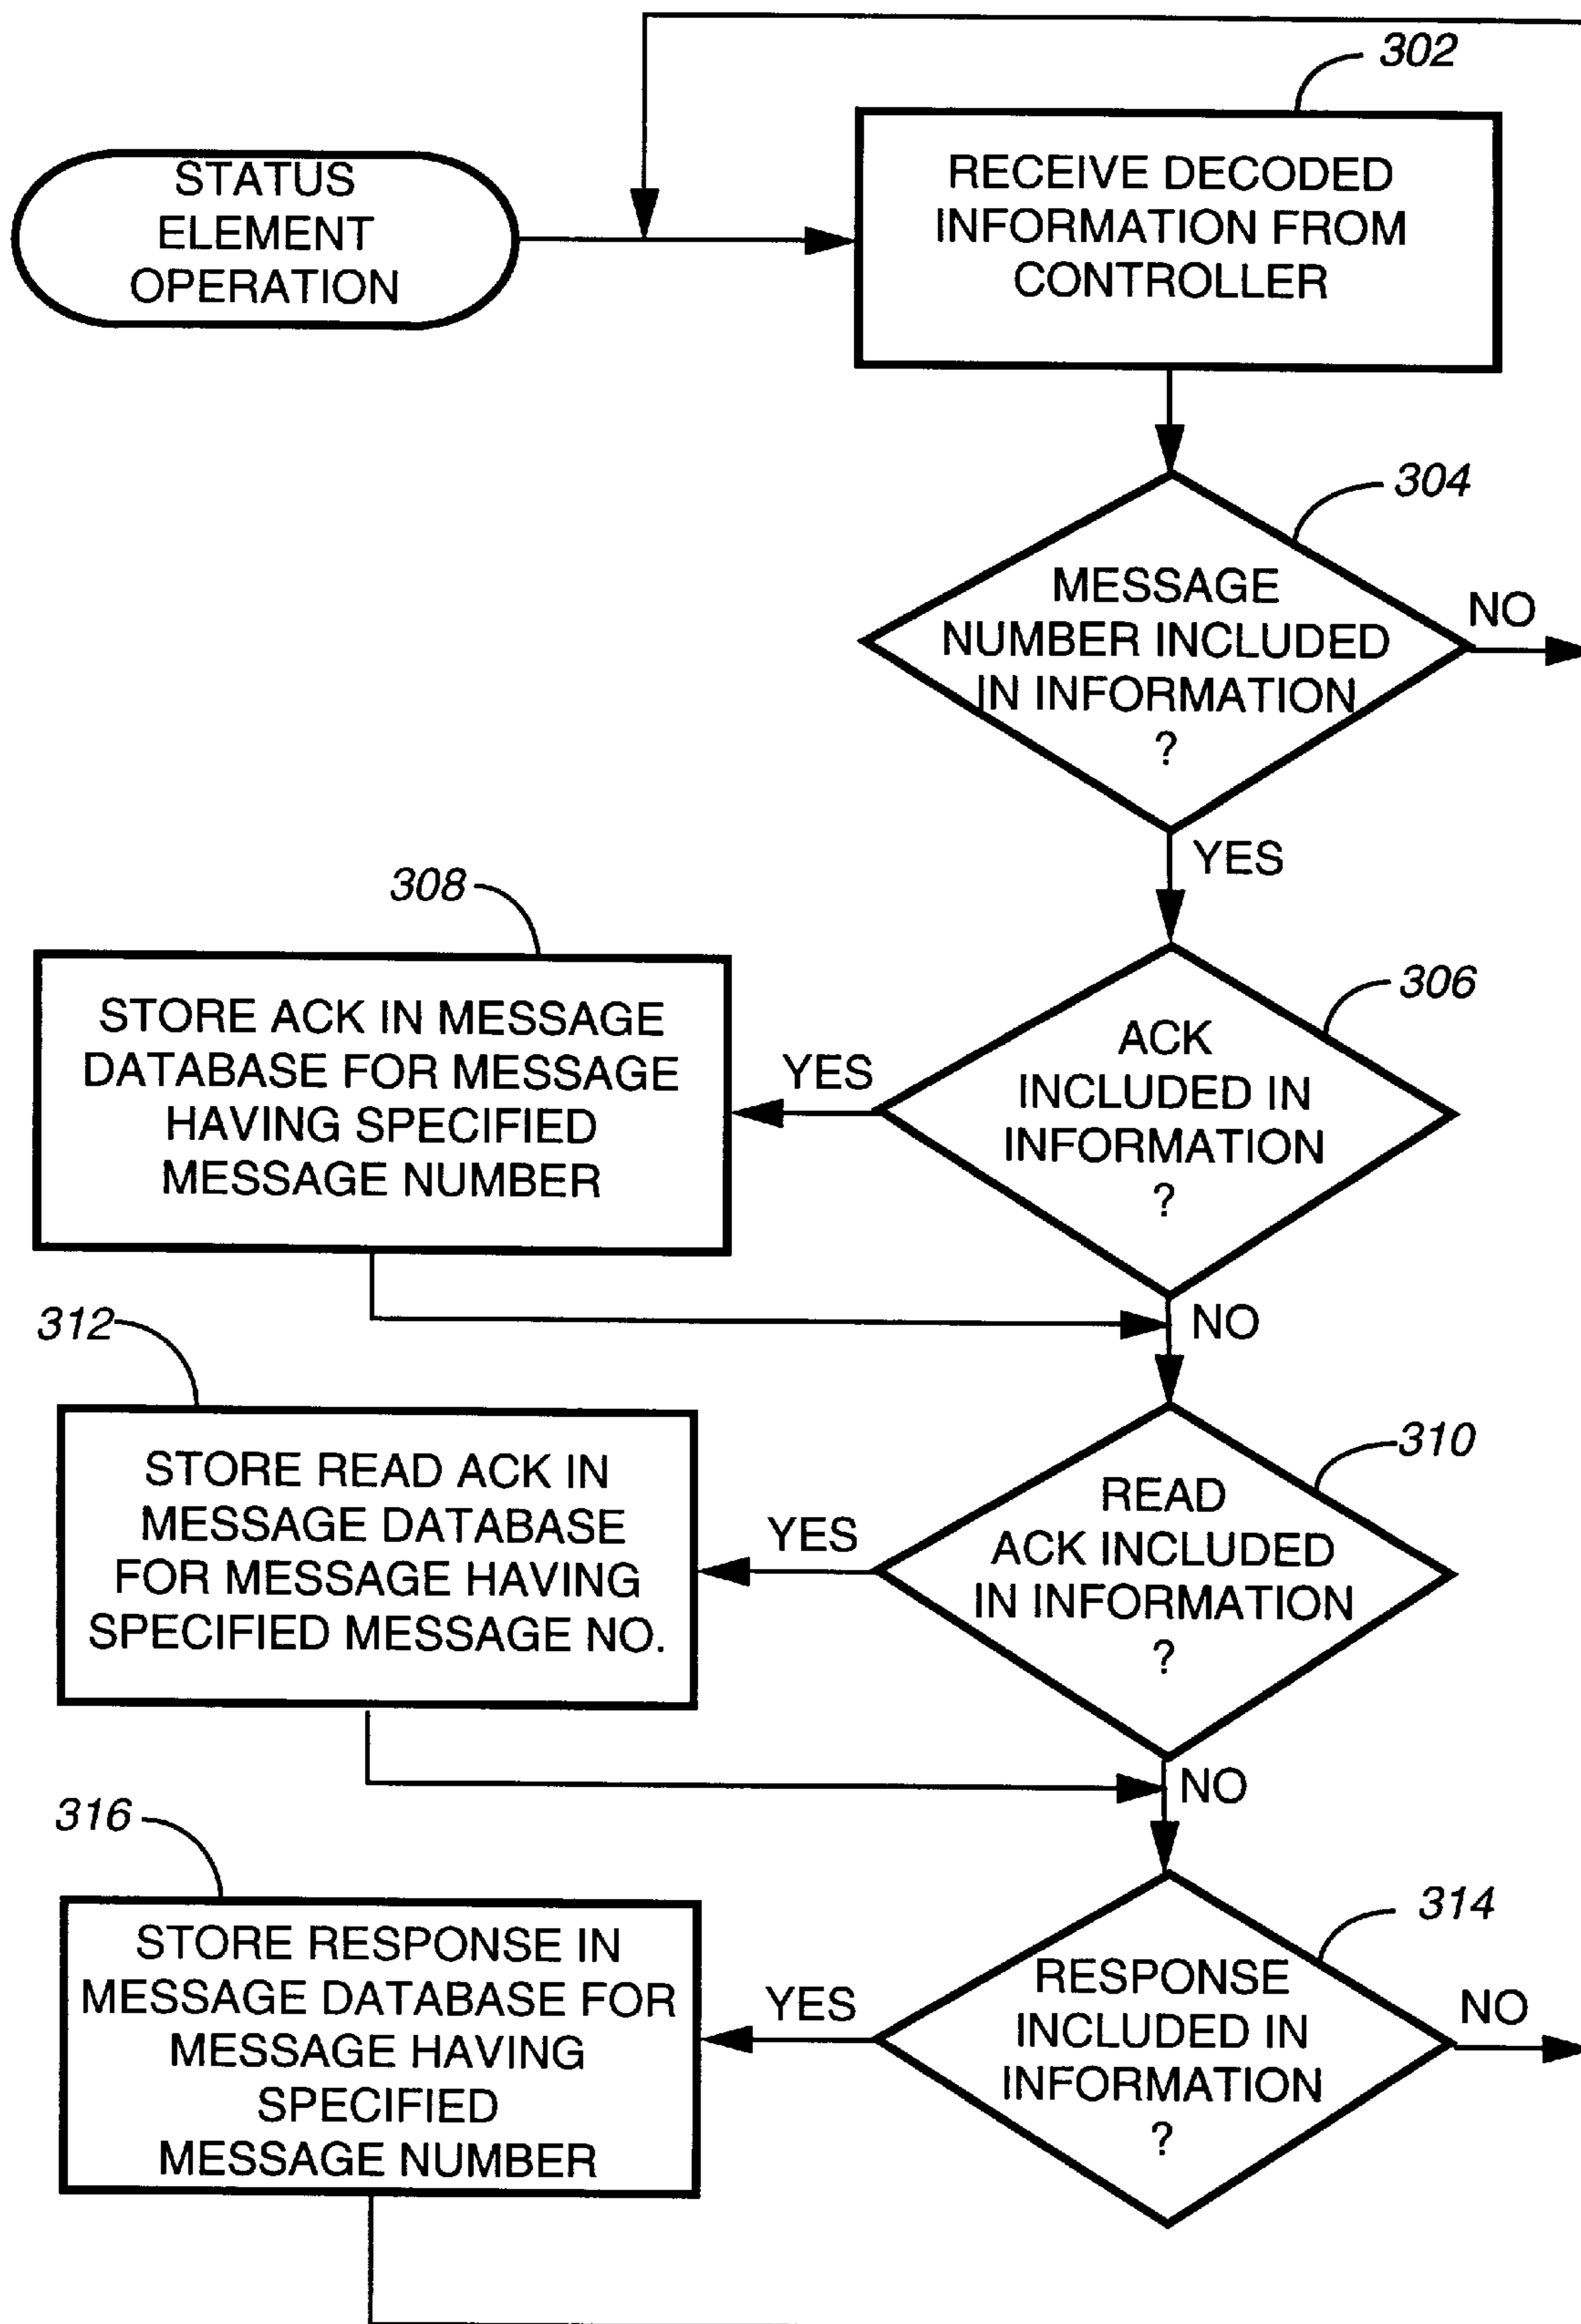 302
STATUS
ELEMENT
OPERATION
RECEIVE DECODED
INFORMATION FROM
CONTROLLER
304
MESSAGE
NUMBER INCLUDED
IN INFORMATION
?
NO
YES
308
STORE ACK IN MESSAGE
DATABASE FOR MESSAGE
HAVING SPECIFIED
MESSAGE NUMBER
YES
306
ACK
INCLUDED IN
INFORMATION
?
NO
312
STORE READ ACK IN
MESSAGE DATABASE
FOR MESSAGE HAVING
SPECIFIED MESSAGE NO.
YES
310
READ
ACK INCLUDED
IN INFORMATION
?
NO
316
STORE RESPONSE IN
MESSAGE DATABASE FOR
MESSAGE HAVING
SPECIFIED
MESSAGE NUMBER
YES
314
RESPONSE
INCLUDED IN
INFORMATION
?
NO